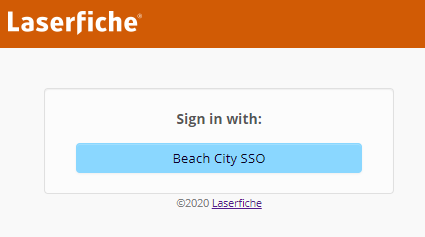 Laserfiche®
Sign in with:
Beach City SSO
©2020 Laserfiche